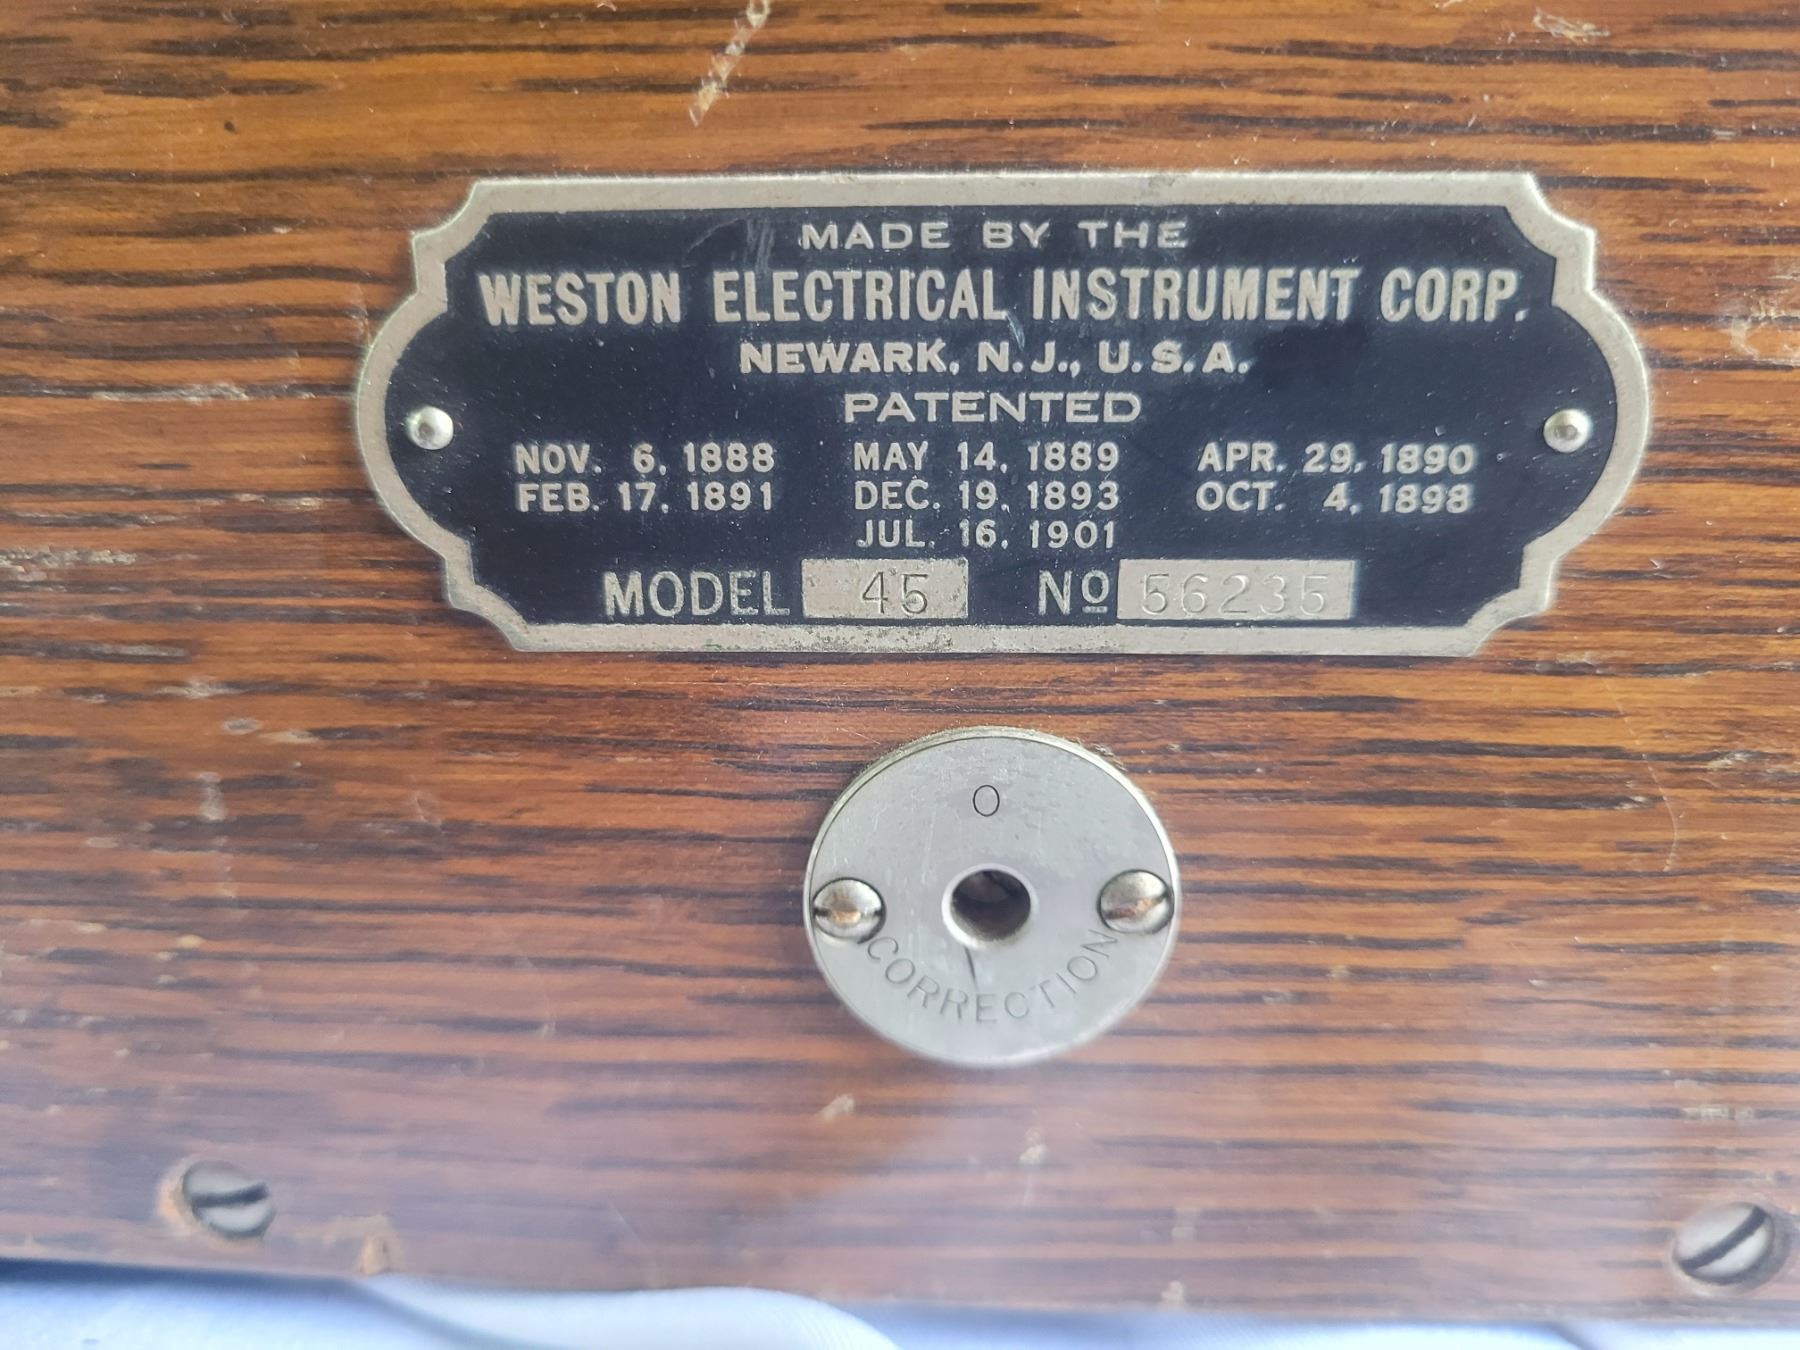 MADE BY THE
WESTON ELECTRICAL INSTRUMENT CORP.
NEWARK, N.J., U.S.A.
PATENTED
NOV. 6, 1888 MAY 14, 1889 APR. 29, 1890
FEB. 17, 1891 DEC. 19, 1893 OCT. 4, 1898
JUL. 16, 1901
MODEL 45 Nº 56235
O
CORRECTION